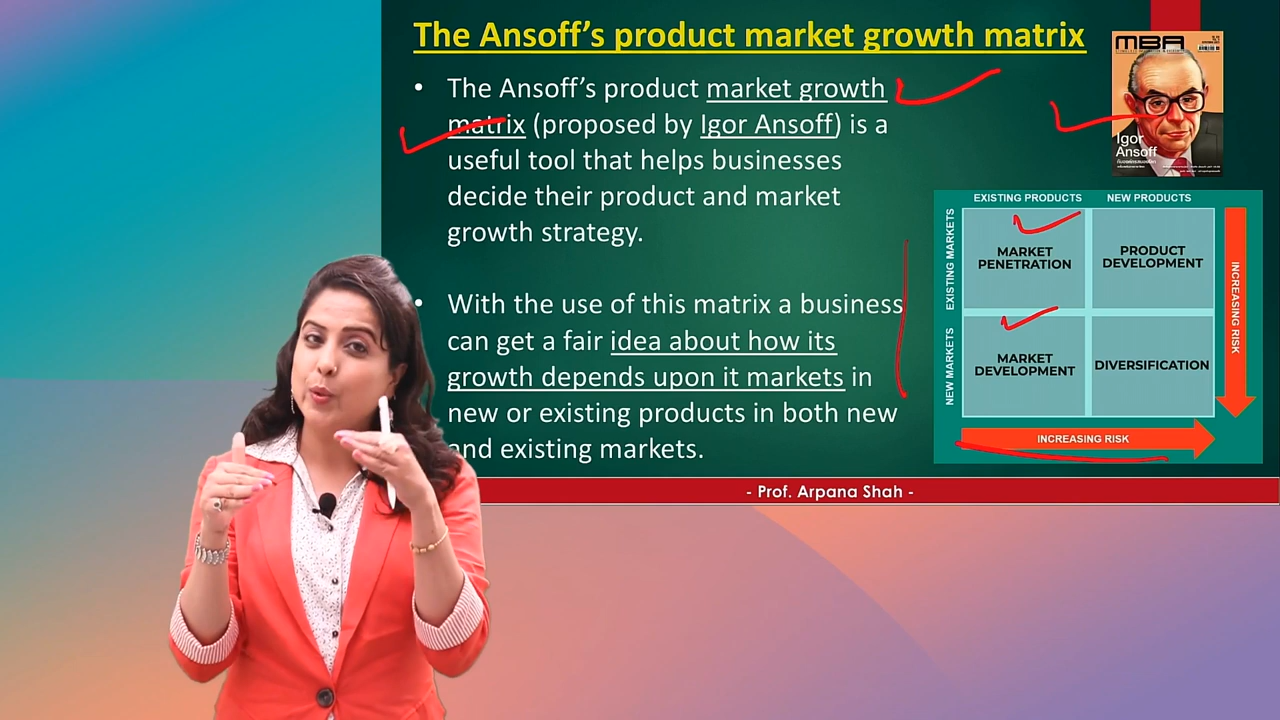 The Ansoff's product market growth matrix
• The Ansoff's product market growth
matrix (proposed by Igor Ansoff) is a
useful tool that helps businesses
decide their product and market
growth strategy.
• With the use of this matrix a business
can get a fair idea about how its
growth depends upon it markets in
new or existing products in both new
and existing markets.
MBA
Igor
Ansoff
EXISTING PRODUCTS NEW PRODUCTS
EXISTING MARKETS
MARKET
PENETRATION
PRODUCT
DEVELOPMENT
NEW MARKETS
MARKET
DEVELOPMENT
DIVERSIFICATION
INCREASING RISK
INCREASING RISK
- Prof. Arpana Shah -